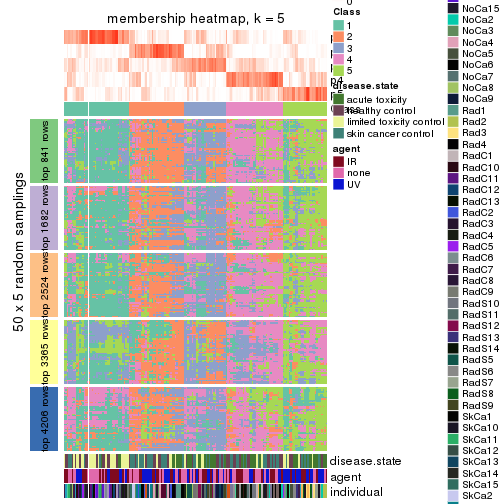 membership heatmap, k = 5
Class
1
2
3
4
5
disease.state
acute toxicity
healthy control
limited toxicity control
skin cancer control
agent
IR
none
UV
50 x 5 random samplings
top 841 rows
top 1682 rows
top 2524 rows
top 3365 rows
top 4206 rows
disease.state
agent
individual
NoCa15
NoCa2
NoCa3
NoCa4
NoCa5
NoCa6
NoCa7
NoCa8
NoCa9
Rad1
Rad2
Rad3
Rad4
RadC1
RadC10
RadC11
RadC12
RadC13
RadC2
RadC3
RadC4
RadC5
RadC6
RadC7
RadC8
RadC9
RadS10
RadS11
RadS12
RadS13
RadS14
RadS5
RadS6
RadS7
RadS8
RadS9
SkCa1
SkCa10
SkCa11
SkCa12
SkCa13
SkCa14
SkCa15
SkCa2